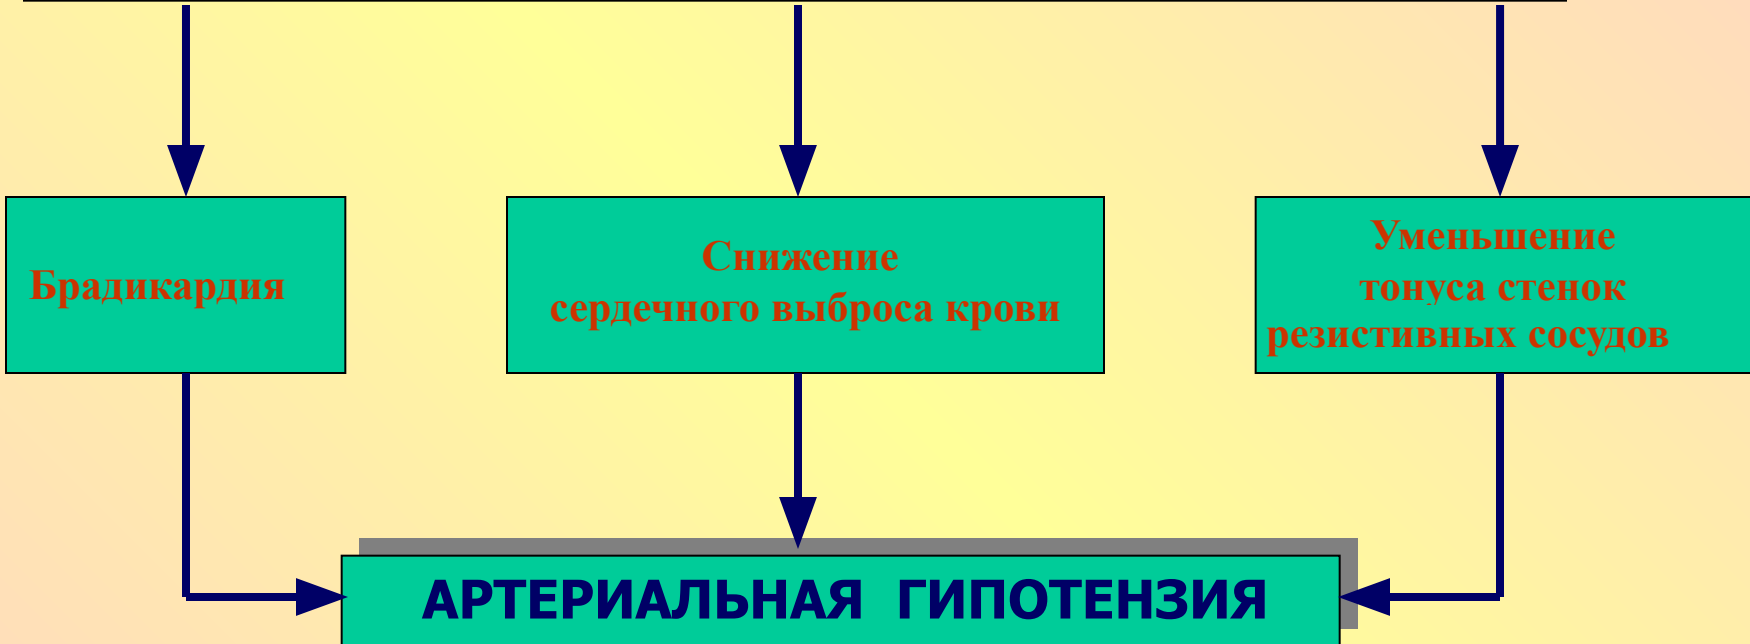 Брадикардия
Снижение
сердечного выброса крови
Уменьшение
тонуса стенок
резистивных сосудов
АРТЕРИАЛЬНАЯ ГИПОТЕНЗИЯ